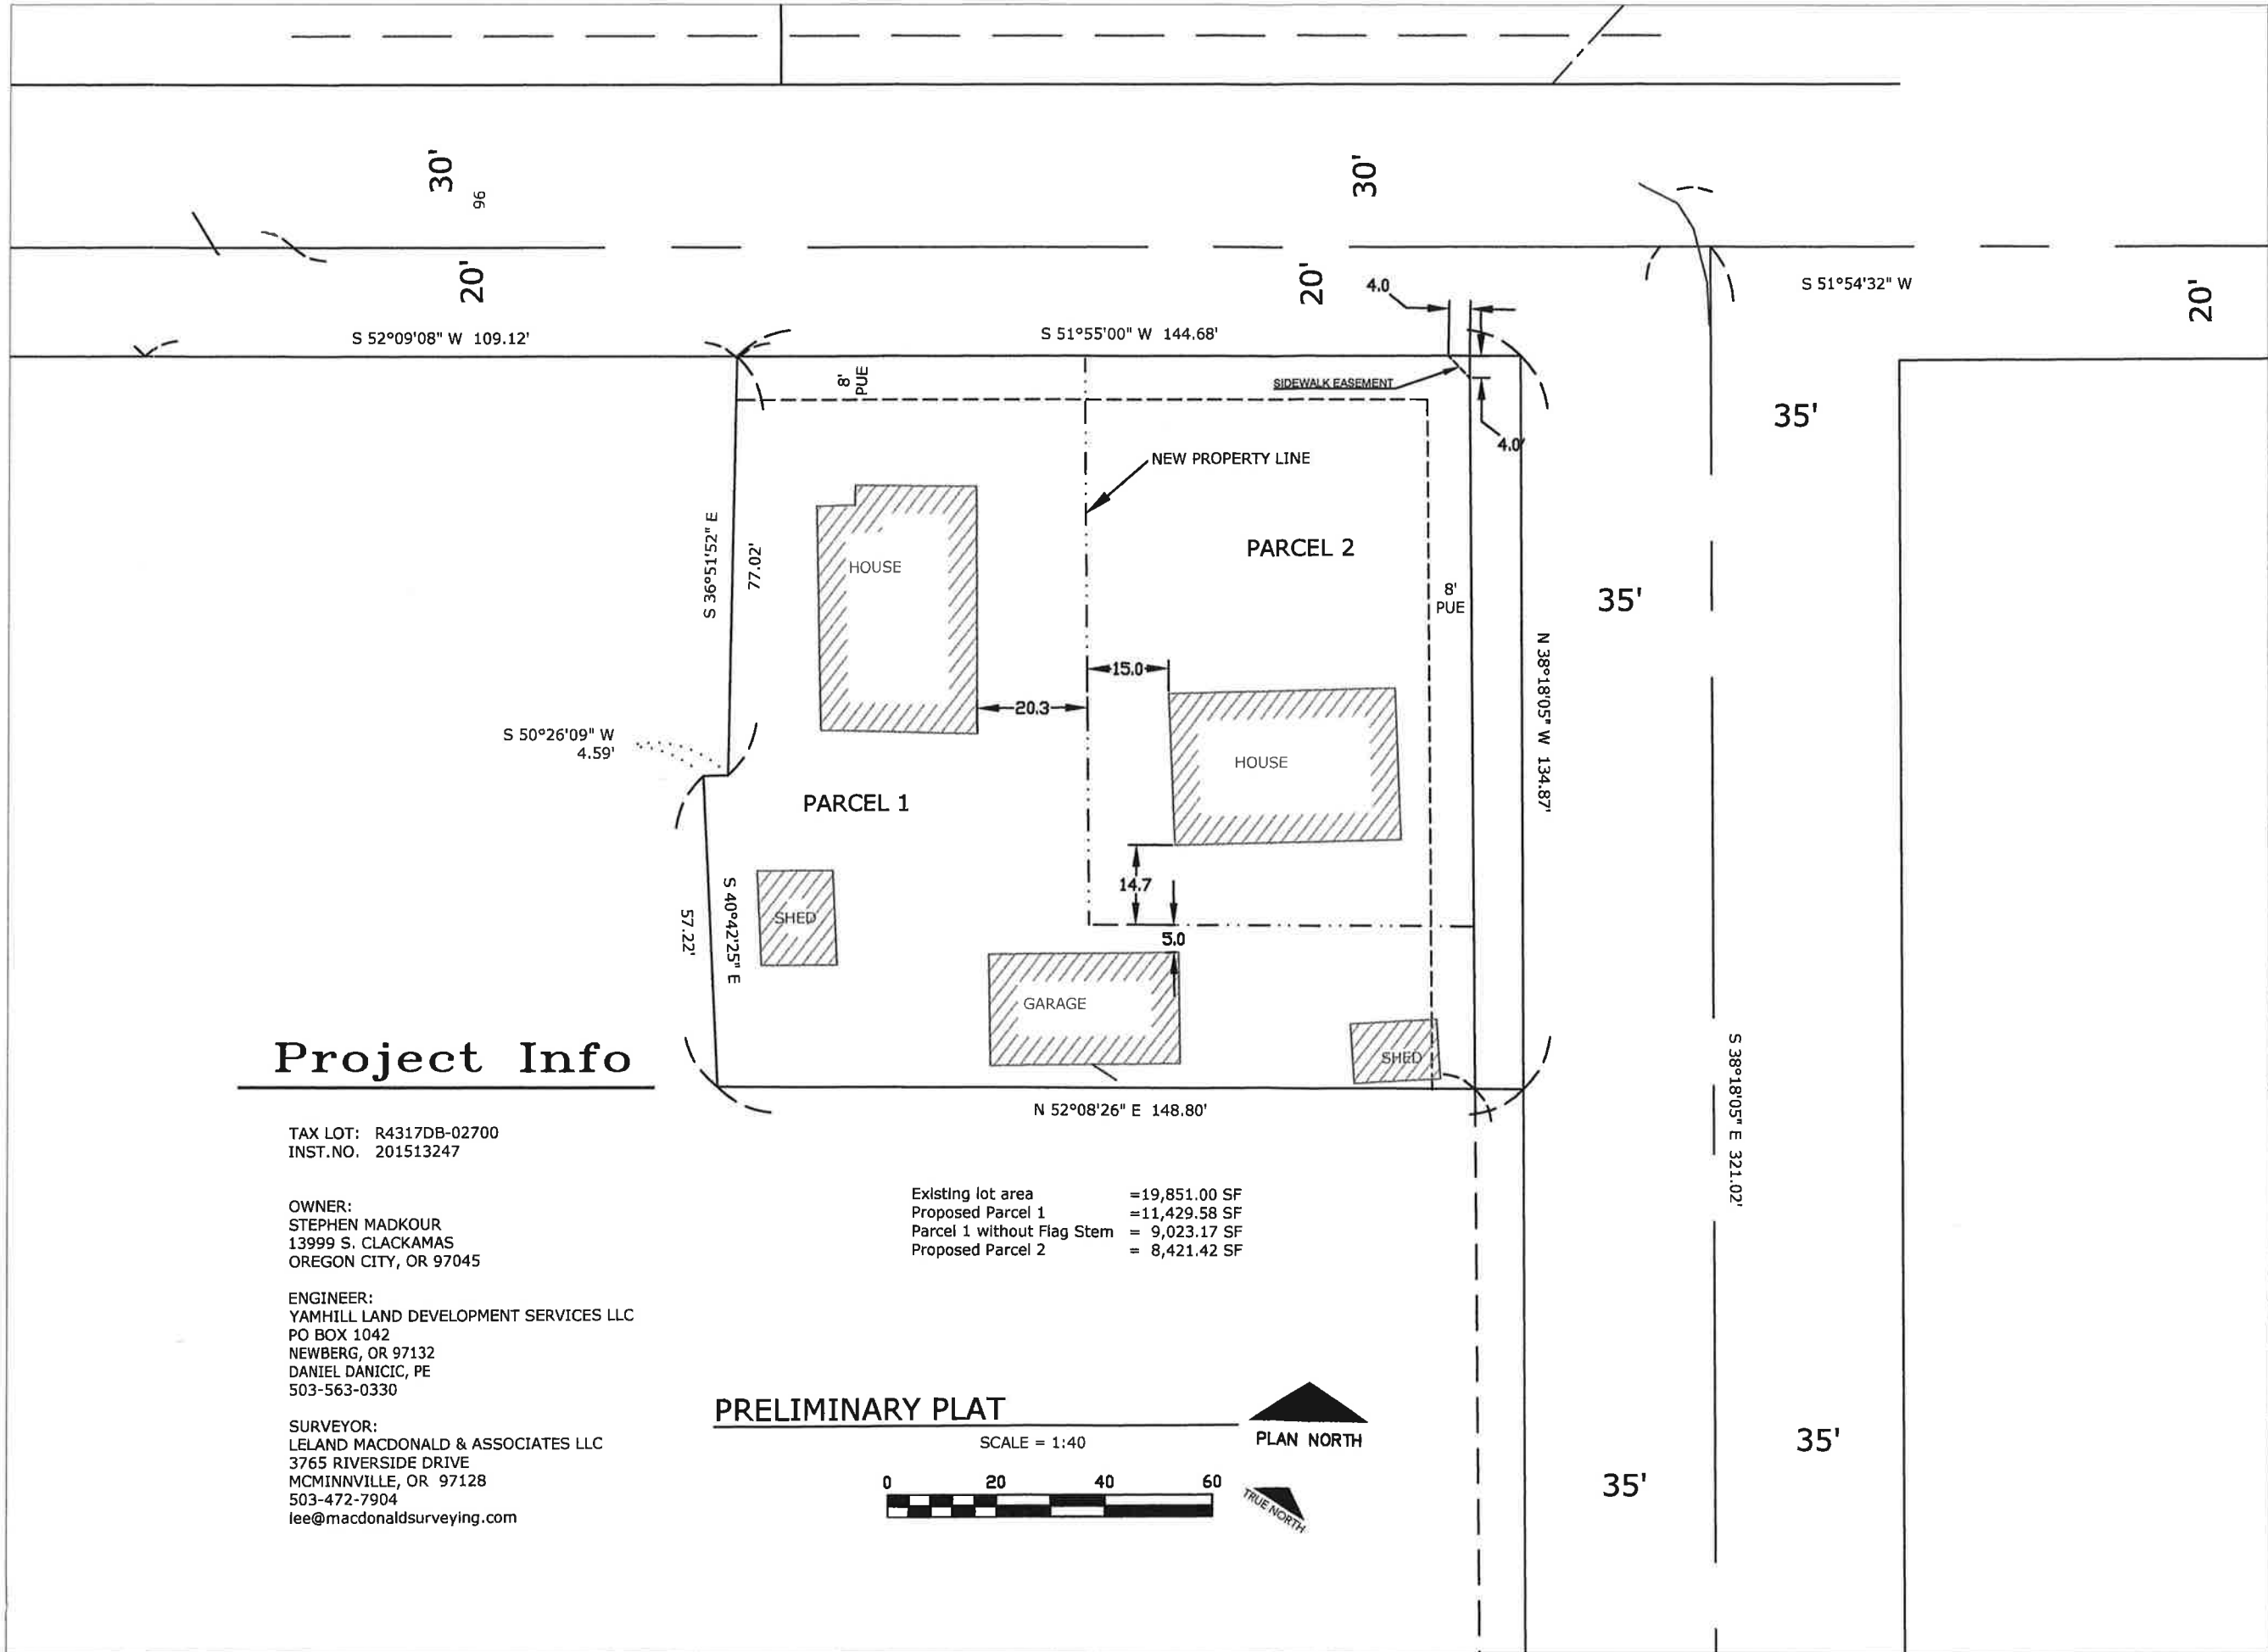 30'
96
30'
20'
20'
4.0
S 51°54'32" W
20'
S 52°09'08" W 109.12'
S 51°55'00" W 144.68'
8'
PUE
SIDEWALK EASEMENT
35'
4.0'
NEW PROPERTY LINE
S 36°51'52" E
77.02'
HOUSE
PARCEL 2
8'
PUE
35'
15.0
20.3
N 38°18'05" W 134.87'
S 50°26'09" W
4.59'
HOUSE
PARCEL 1
14.7
S 40°42'25" E
57.22'
SHED
5.0
GARAGE
SHED
N 52°08'26" E 148.80'
S 38°18'05" E 321.02'
Project Info
TAX LOT: R4317DB-02700
INST.NO. 201513247
OWNER:
STEPHEN MADKOUR
13999 S. CLACKAMAS
OREGON CITY, OR 97045
ENGINEER:
YAMHILL LAND DEVELOPMENT SERVICES LLC
PO BOX 1042
NEWBERG, OR 97132
DANIEL DANICIC, PE
503-563-0330
SURVEYOR:
LELAND MACDONALD & ASSOCIATES LLC
3765 RIVERSIDE DRIVE
MCMINNVILLE, OR 97128
503-472-7904
lee@macdonaldsurveying.com
Existing lot area =19,851.00 SF
Proposed Parcel 1 =11,429.58 SF
Parcel 1 without Flag Stem = 9,023.17 SF
Proposed Parcel 2 = 8,421.42 SF
PRELIMINARY PLAT
SCALE = 1:40
0 20 40 60
PLAN NORTH
TRUE NORTH
35'
35'